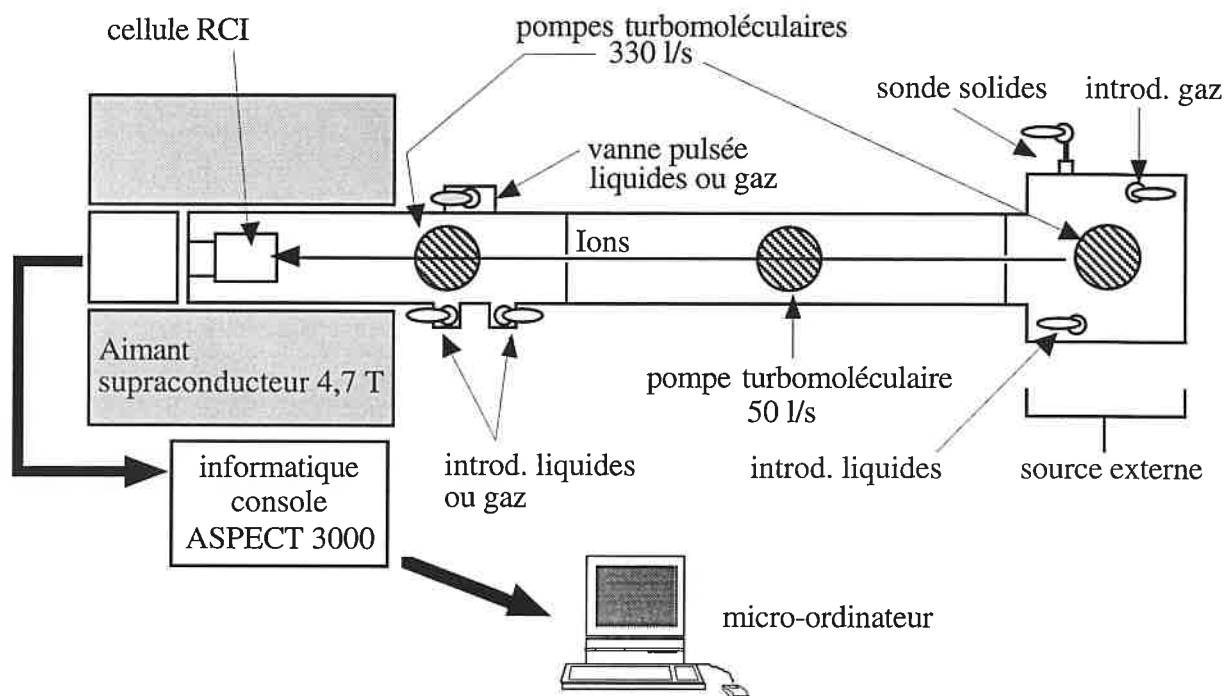 cellule RCI
pompes turbomoléculaires
330 l/s
sonde solides
introd. gaz
vanne pulsée
liquides ou gaz
Ions
Aimant
supraconducteur 4,7 T
pompe turbomoléculaire
50 l/s
introd. liquides
ou gaz
introd. liquides
source externe
informatique
console
ASPECT 3000
micro-ordinateur